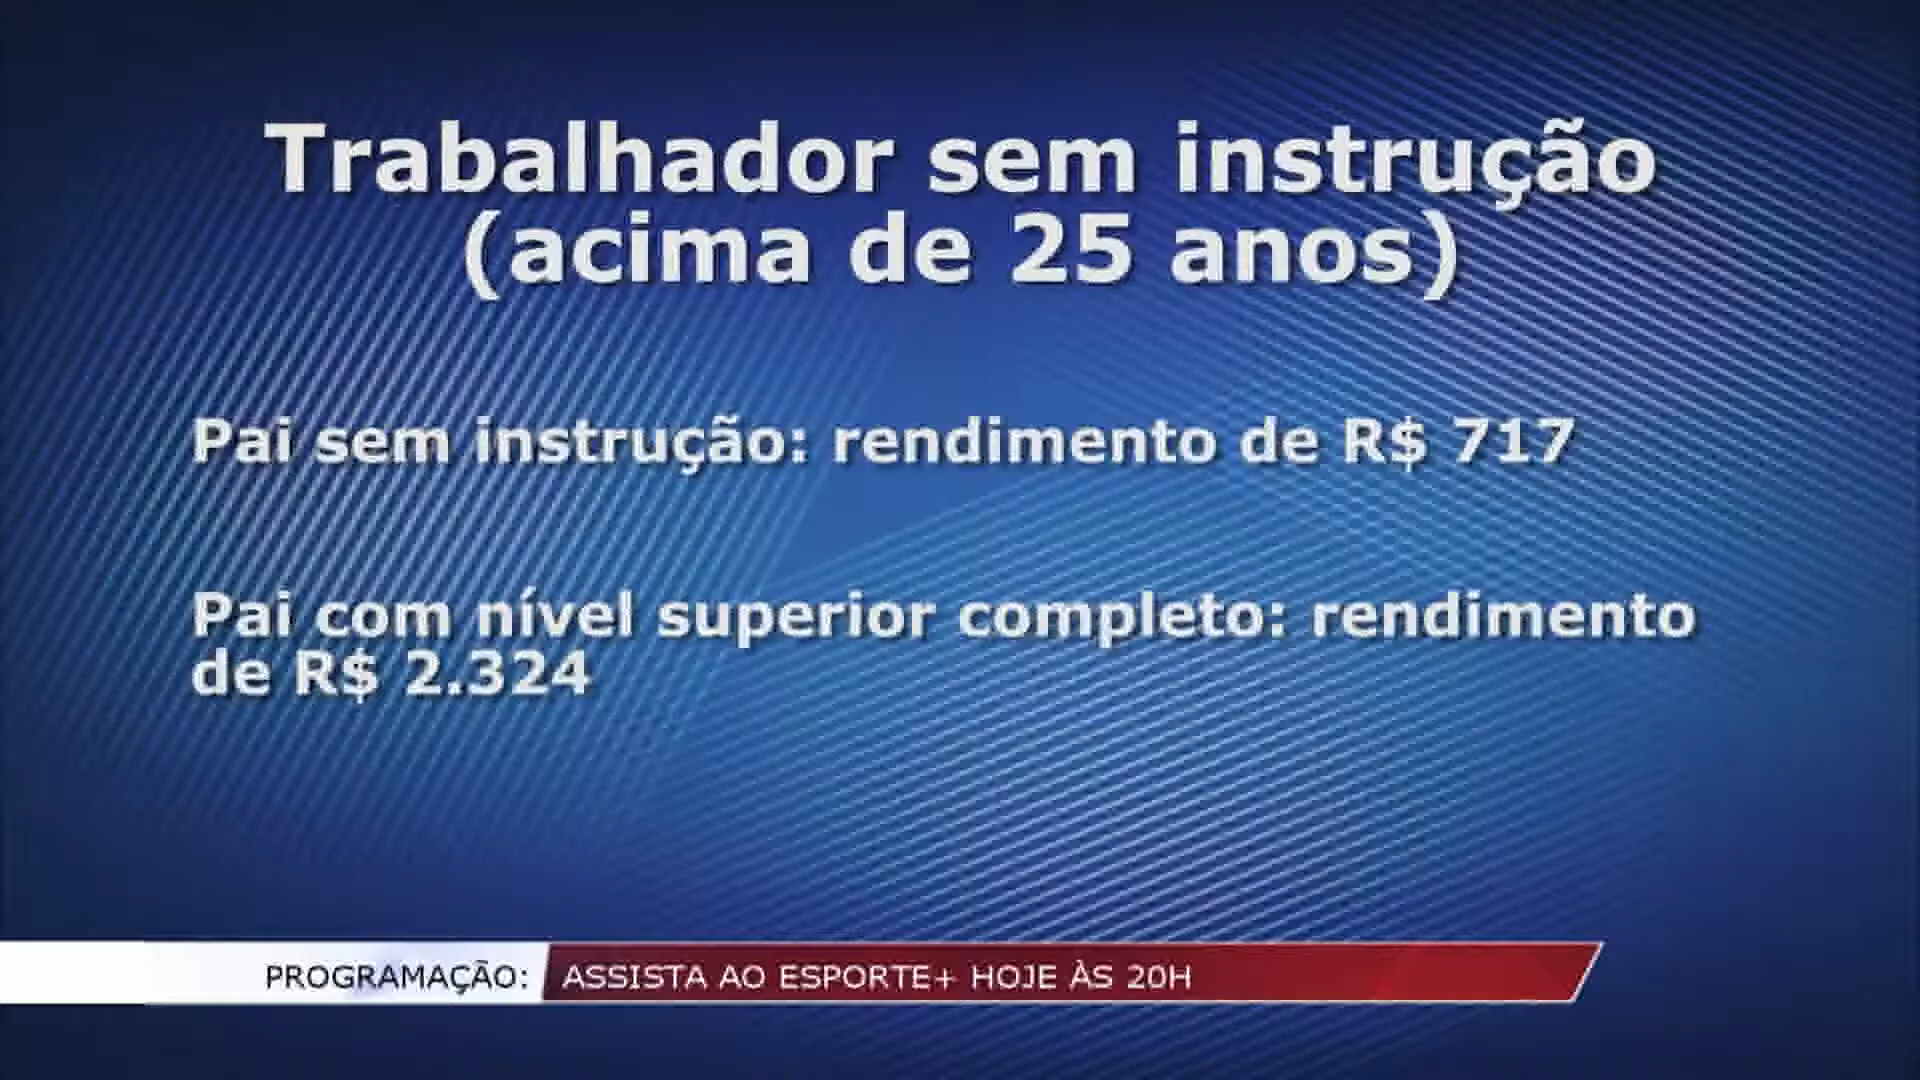 Trabalhador sem instrução
(acima de 25 anos)
Pai sem instrução: rendimento de R$ 717
Pai com nível superior completo: rendimento
de R$ 2.324
PROGRAMAÇÃO: ASSISTA AO ESPORTE+ HOJE ÀS 20H